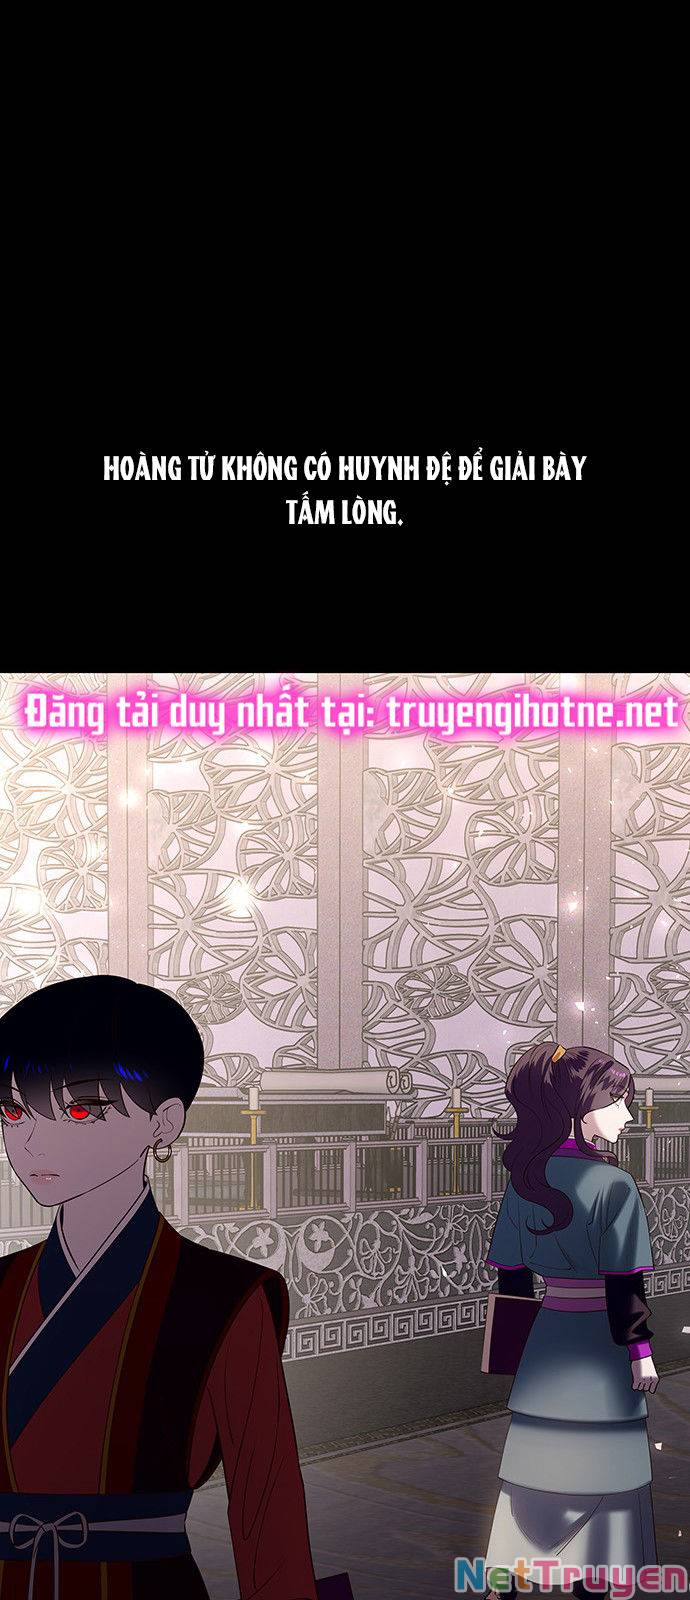 HOÀNG TỬ KHÔNG CÓ HUYNH ĐỆ ĐỂ GIẢI BÀY
TẤM LÒNG.
Đăng tải duy nhất tại: truyengihotne.net
NetTruyen